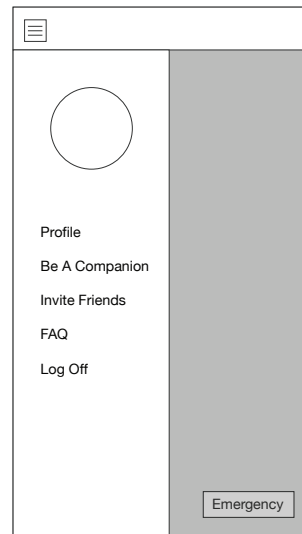 Profile
Be A Companion
Invite Friends
FAQ
Log Off
Emergency